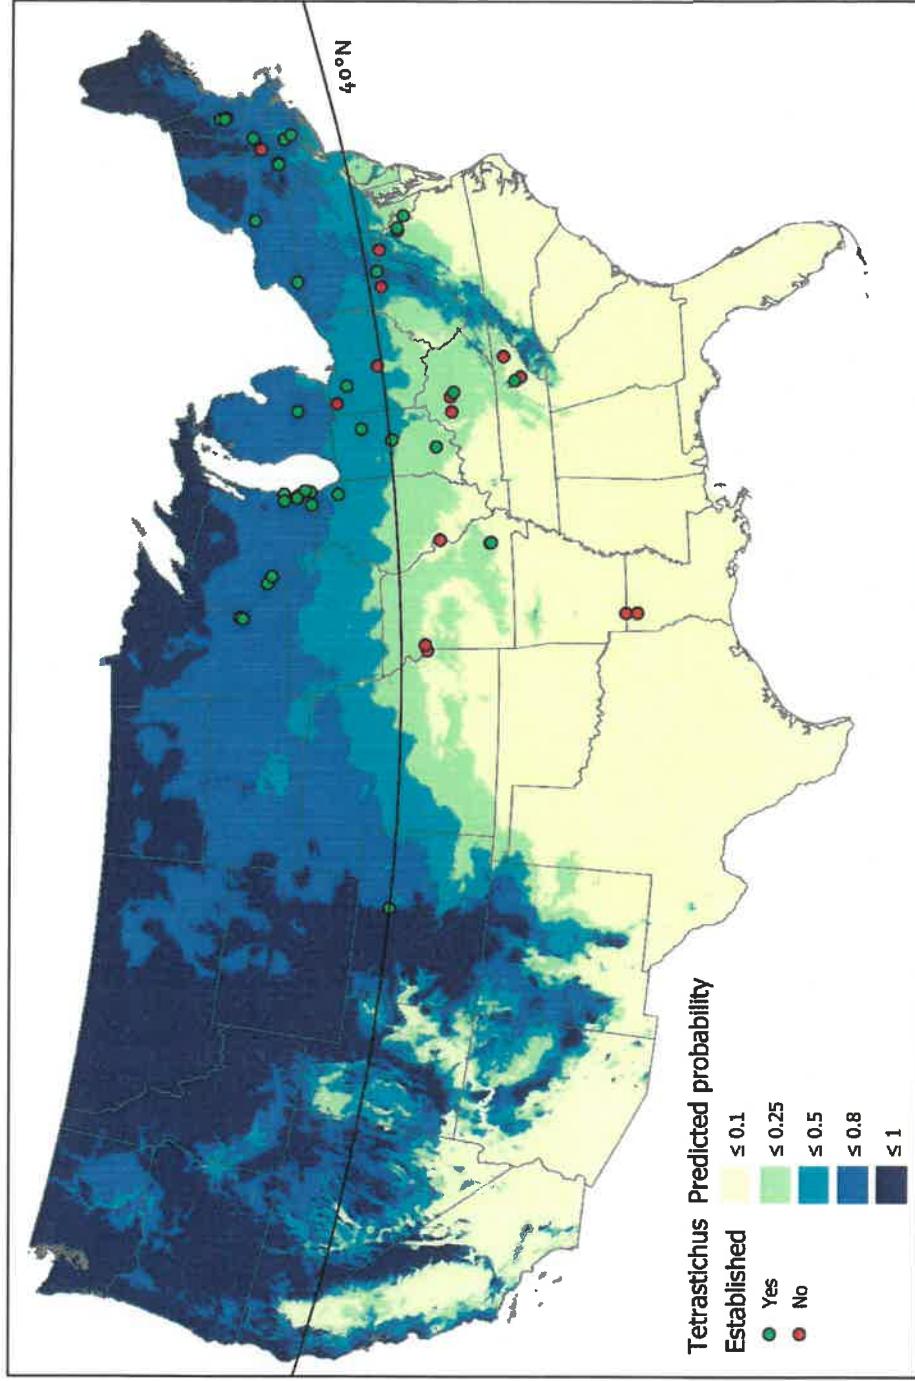 40°N
Tetrastichus Predicted probability
Established
Yes
No
≤ 0.1
≤ 0.25
≤ 0.5
≤ 0.8
≤ 1